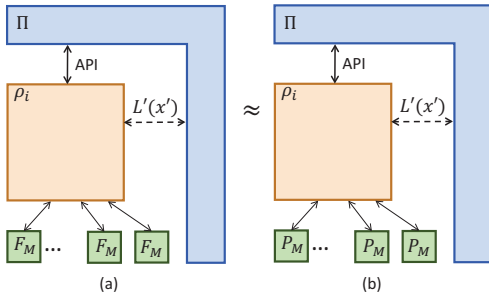 Π
API
ρ_i
L′(x′)
F_M ... F_M F_M
(a)
≈
Π
API
ρ_i
L′(x′)
P_M ... P_M P_M
(b)